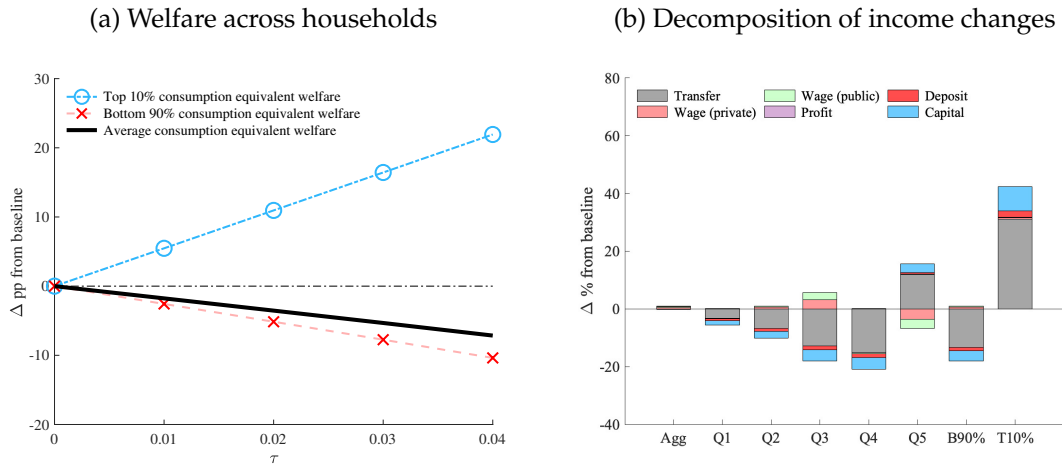 (a) Welfare across households
Δ pp from baseline
30
20
10
0
-10
-20
Top 10% consumption equivalent welfare
Bottom 90% consumption equivalent welfare
Average consumption equivalent welfare
0 0.01 0.02 0.03 0.04
τ
(b) Decomposition of income changes
Δ % from baseline
80
60
40
20
0
-20
-40
Transfer Wage (public) Deposit
Wage (private) Profit Capital
Agg Q1 Q2 Q3 Q4 Q5 B90% T10%